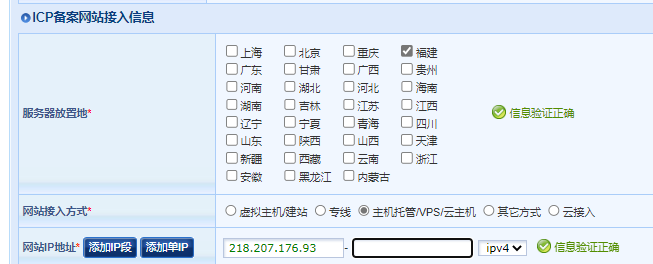 ICP备案网站接入信息
服务器放置地*
上海 北京 重庆 福建
广东 甘肃 广西 贵州
河南 湖北 河北 海南
湖南 吉林 江苏 江西
辽宁 宁夏 青海 四川
山东 陕西 山西 天津
新疆 西藏 云南 浙江
安徽 黑龙江 内蒙古
信息验证正确
网站接入方式* 虚拟主机/建站 专线 主机托管/VPS/云主机 其它方式 云接入
网站IP地址* 添加IP段 添加单IP 218.207.176.93 - ipv4 信息验证正确